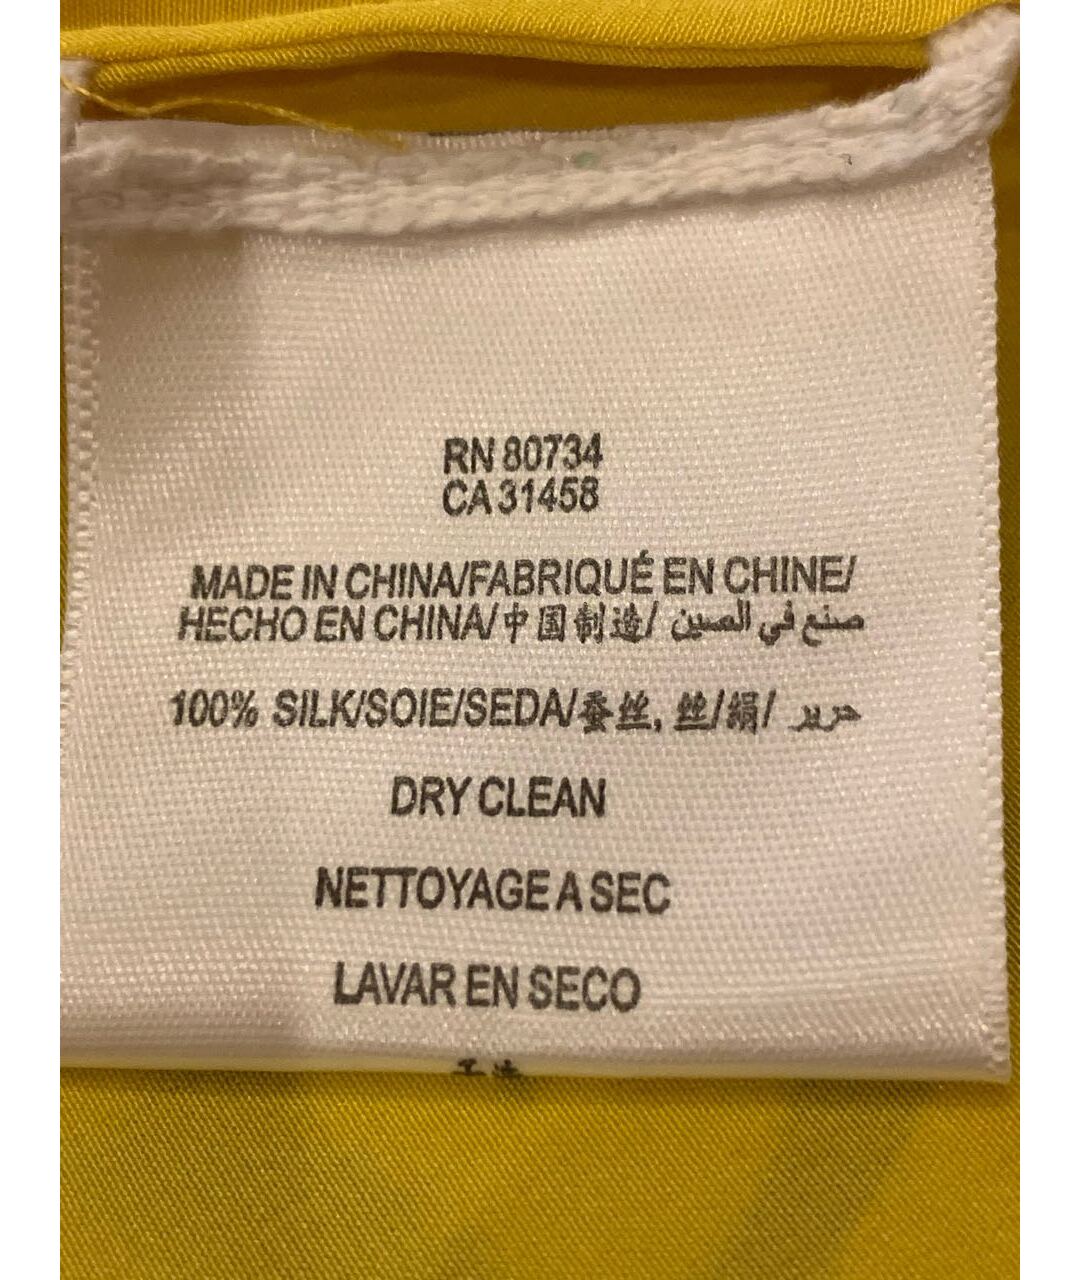 RN 80734
CA 31458
MADE IN CHINA/FABRIQUÉ EN CHINE/
HECHO EN CHINA/中国制造/ صنع في الصين
100% SILK/SOIE/SEDA/蚕丝, 丝/絹/ حرير
DRY CLEAN
NETTOYAGE A SEC
LAVAR EN SECO